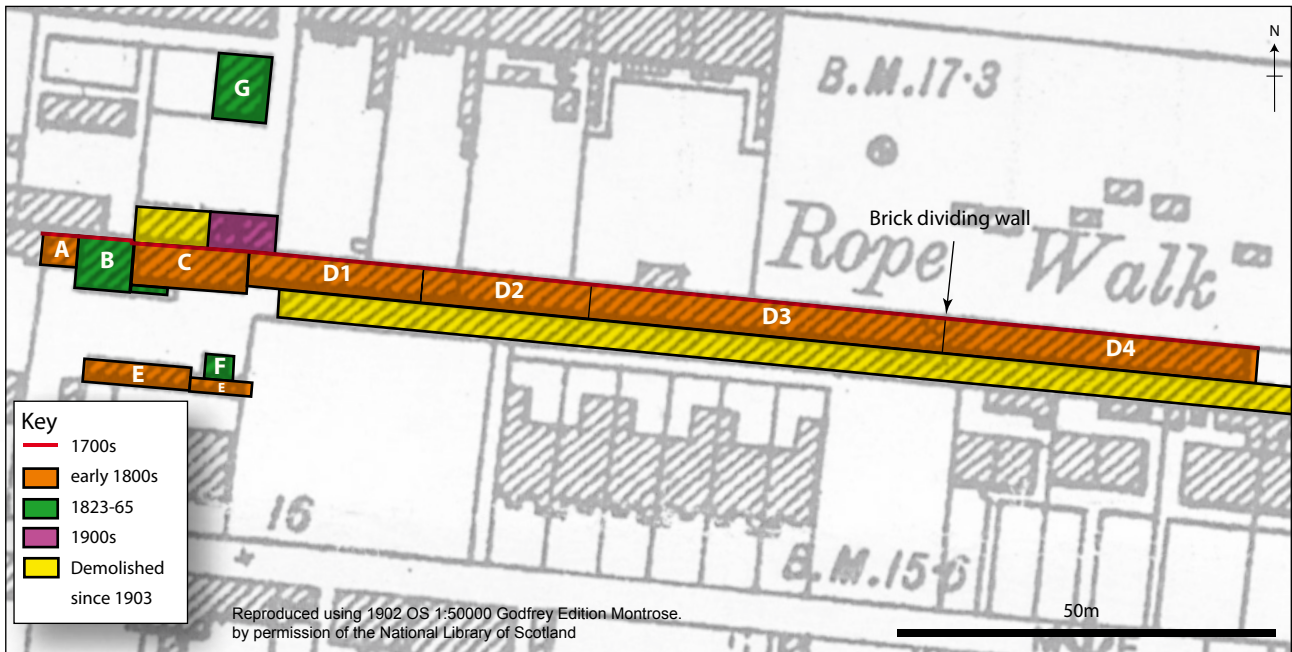 N
G
B.M.17·3
Brick dividing wall
Rope Walk
A
B
C
D1
D2
D3
D4
E
F
E
Key
1700s
early 1800s
1823-65
1900s
Demolished
since 1903
16
B.M.15·6
50m
Reproduced using 1902 OS 1:50000 Godfrey Edition Montrose.
by permission of the National Library of Scotland